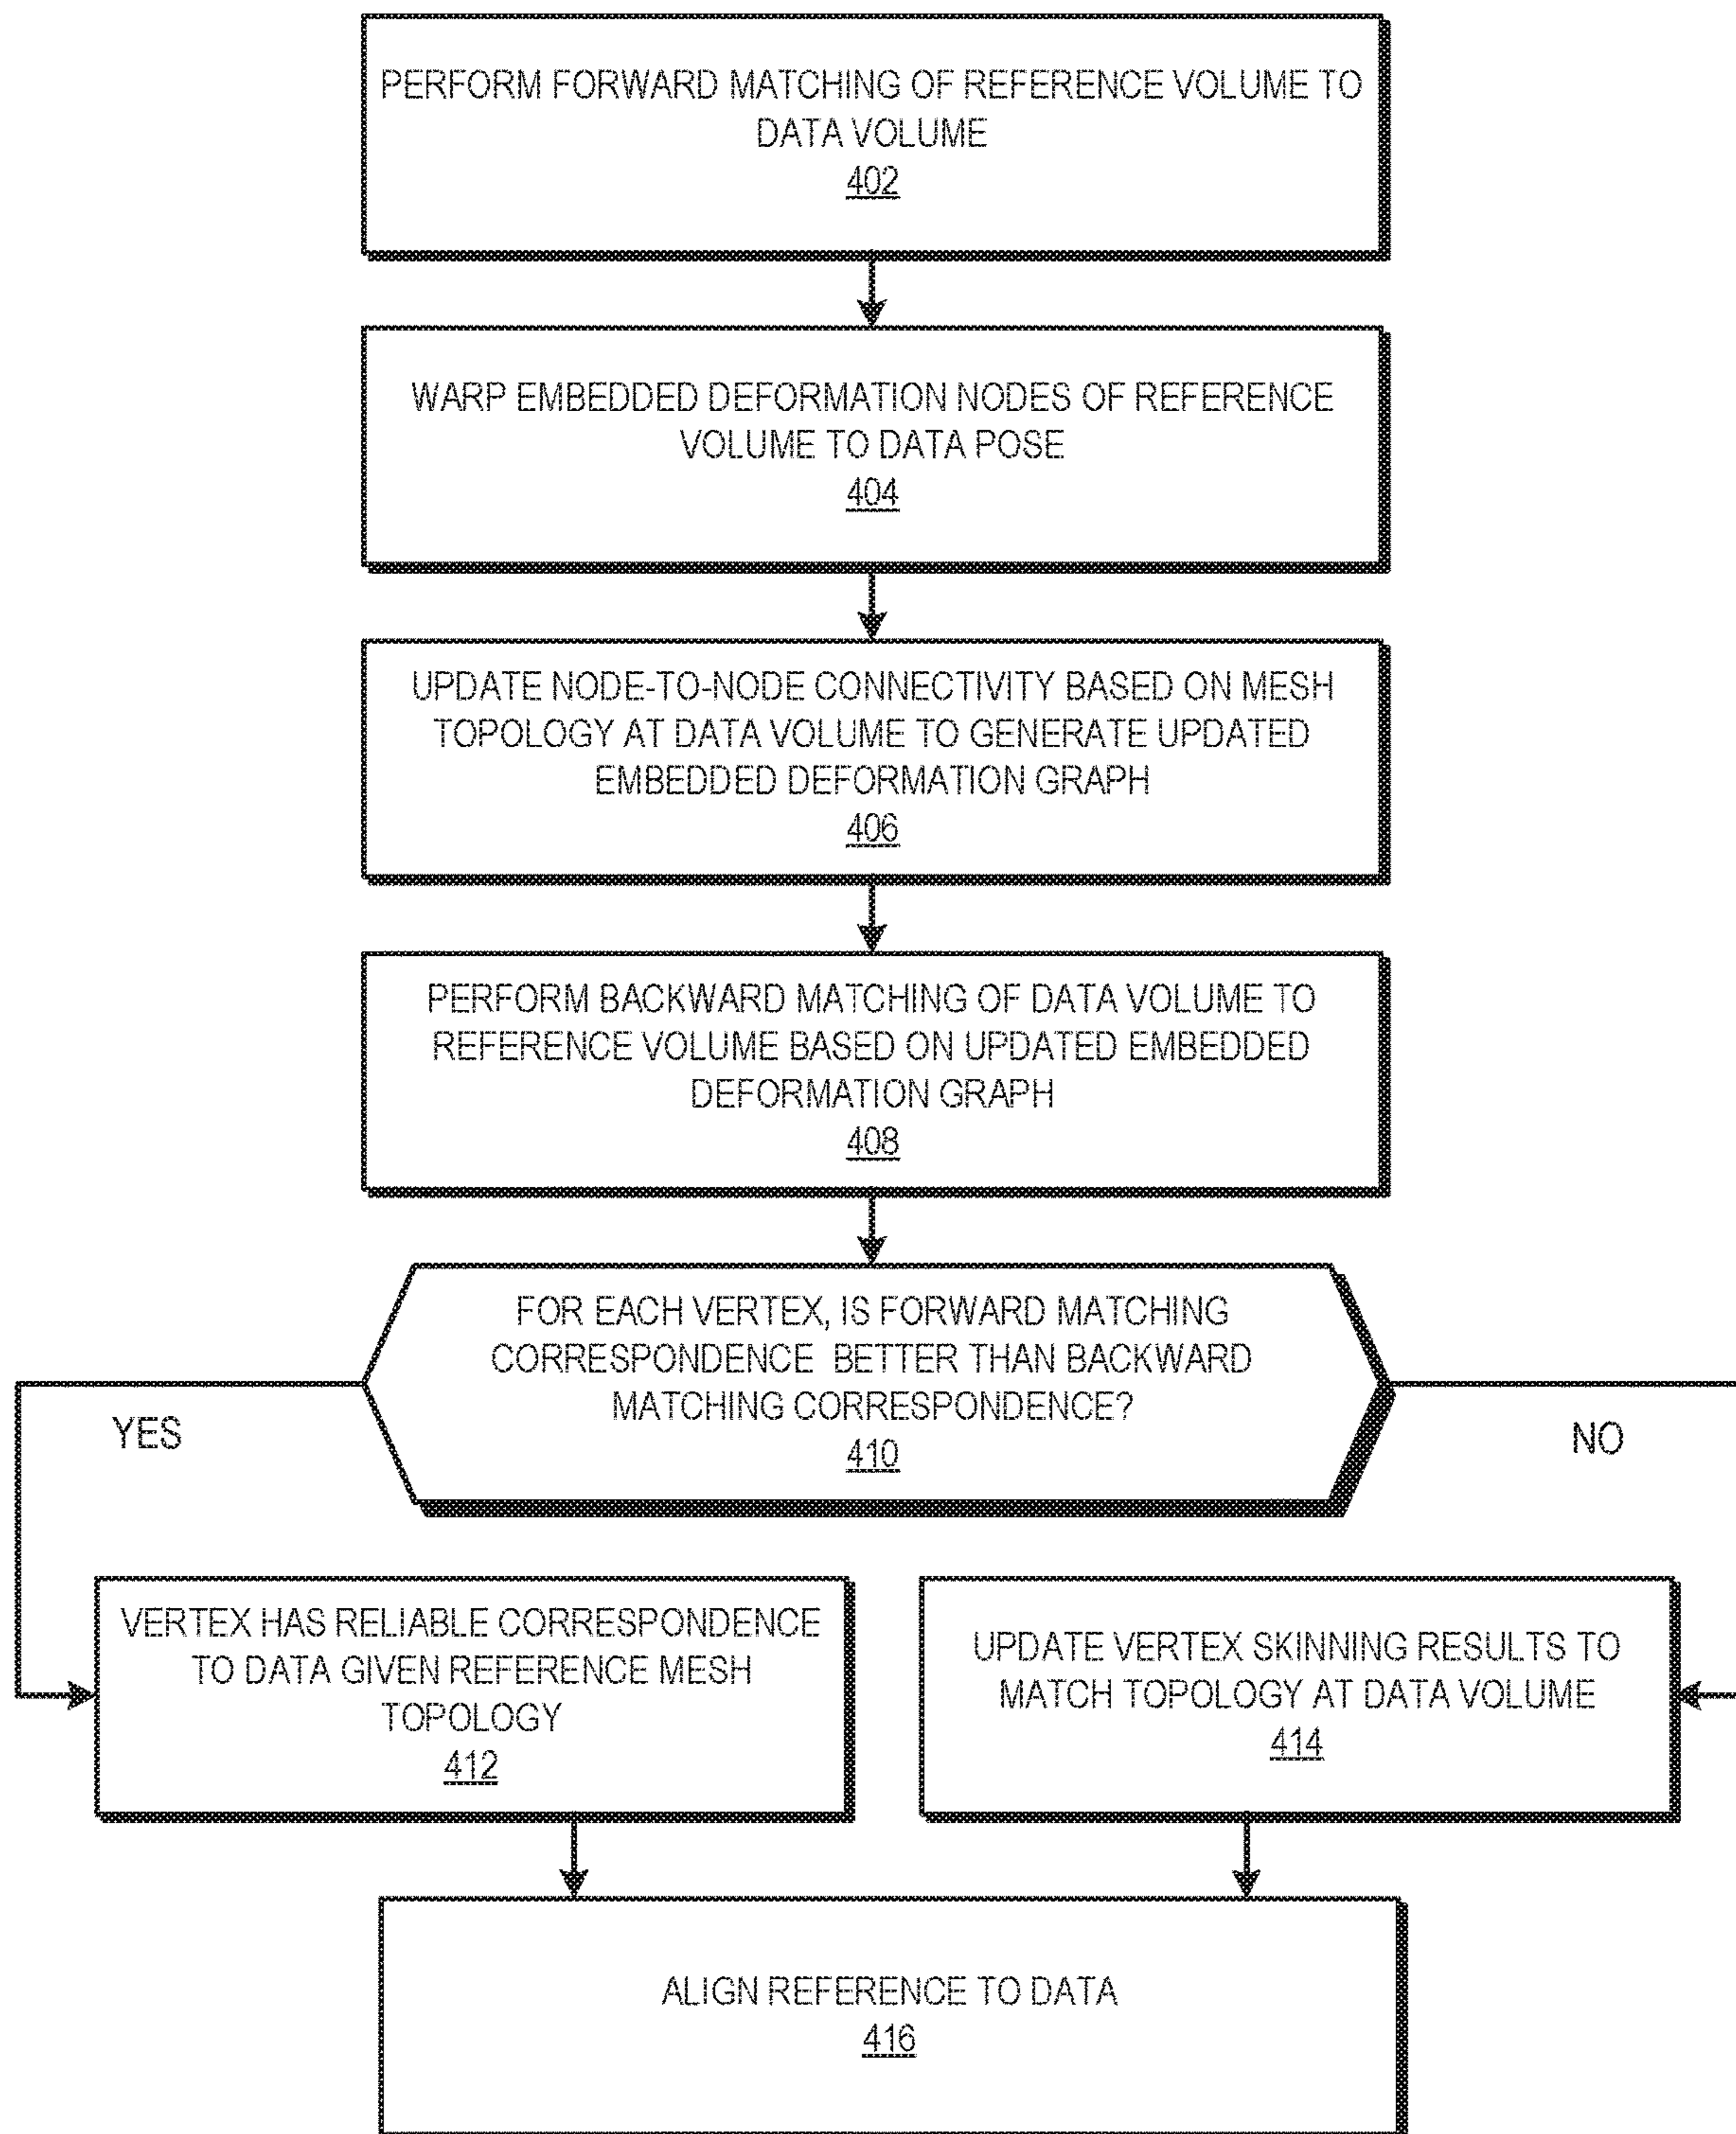 PERFORM FORWARD MATCHING OF REFERENCE VOLUME TO
DATA VOLUME
402
WARP EMBEDDED DEFORMATION NODES OF REFERENCE
VOLUME TO DATA POSE
404
UPDATE NODE-TO-NODE CONNECTIVITY BASED ON MESH
TOPOLOGY AT DATA VOLUME TO GENERATE UPDATED
EMBEDDED DEFORMATION GRAPH
406
PERFORM BACKWARD MATCHING OF DATA VOLUME TO
REFERENCE VOLUME BASED ON UPDATED EMBEDDED
DEFORMATION GRAPH
408
FOR EACH VERTEX, IS FORWARD MATCHING
CORRESPONDENCE BETTER THAN BACKWARD
MATCHING CORRESPONDENCE?
410
YES
NO
VERTEX HAS RELIABLE CORRESPONDENCE
TO DATA GIVEN REFERENCE MESH
TOPOLOGY
412
UPDATE VERTEX SKINNING RESULTS TO
MATCH TOPOLOGY AT DATA VOLUME
414
ALIGN REFERENCE TO DATA
416